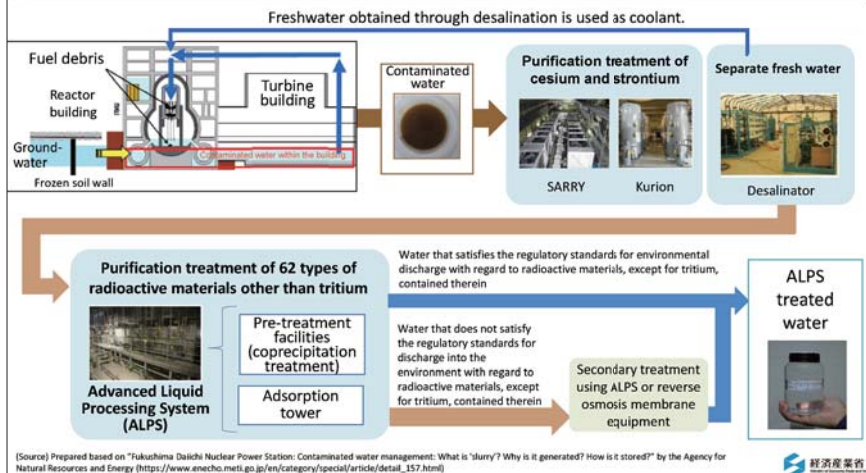 Freshwater obtained through desalination is used as coolant.
Fuel debris
Reactor
building
Turbine
building
Ground-
water
Contaminated water within the building
Frozen soil wall
Contaminated
water
Purification treatment of
cesium and strontium
SARRY
Kurion
Separate fresh water
Desalinator
Purification treatment of 62 types of
radioactive materials other than tritium
Advanced Liquid
Processing System
(ALPS)
Pre-treatment
facilities
(coprecipitation
treatment)
Adsorption
tower
Water that satisfies the regulatory standards for environmental
discharge with regard to radioactive materials, except for tritium,
contained therein
Water that does not satisfy
the regulatory standards for
discharge into the
environment with regard to
radioactive materials, except
for tritium, contained therein
Secondary treatment
using ALPS or reverse
osmosis membrane
equipment
ALPS
treated
water
(Source) Prepared based on "Fukushima Daiichi Nuclear Power Station: Contaminated water management: What is 'slurry'? Why is it generated? How is it stored?" by the Agency for
Natural Resources and Energy (https://www.enecho.meti.go.jp/en/category/special/article/detail_157.html)
経済産業省